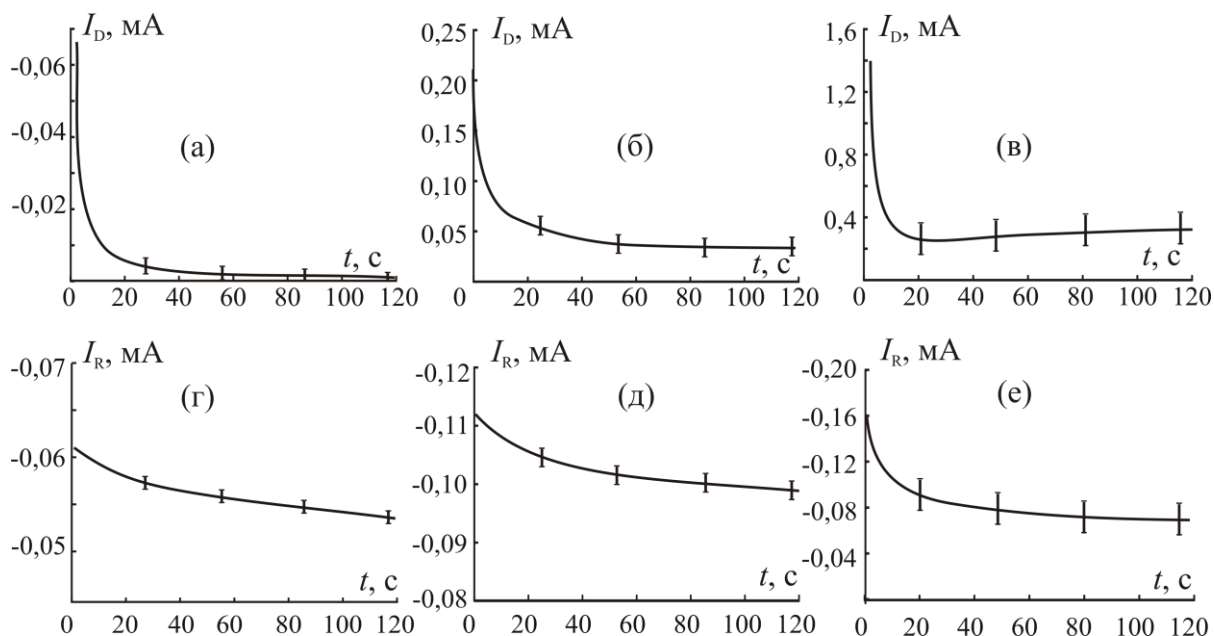 I_D, мА
-0,06
-0,04
-0,02
(а)
t, с
0 20 40 60 80 100 120
I_D, мА
0,25
0,20
0,15
0,10
0,05
(б)
t, с
0 20 40 60 80 100 120
I_D, мА
1,6
1,2
0,8
0,4
(в)
t, с
0 20 40 60 80 100 120
I_R, мА
-0,07
-0,06
-0,05
(г)
t, с
0 20 40 60 80 100 120
I_R, мА
-0,12
-0,11
-0,10
-0,09
-0,08
(д)
t, с
0 20 40 60 80 100 120
I_R, мА
-0,20
-0,16
-0,12
-0,08
-0,04
(е)
t, с
0 20 40 60 80 100 120